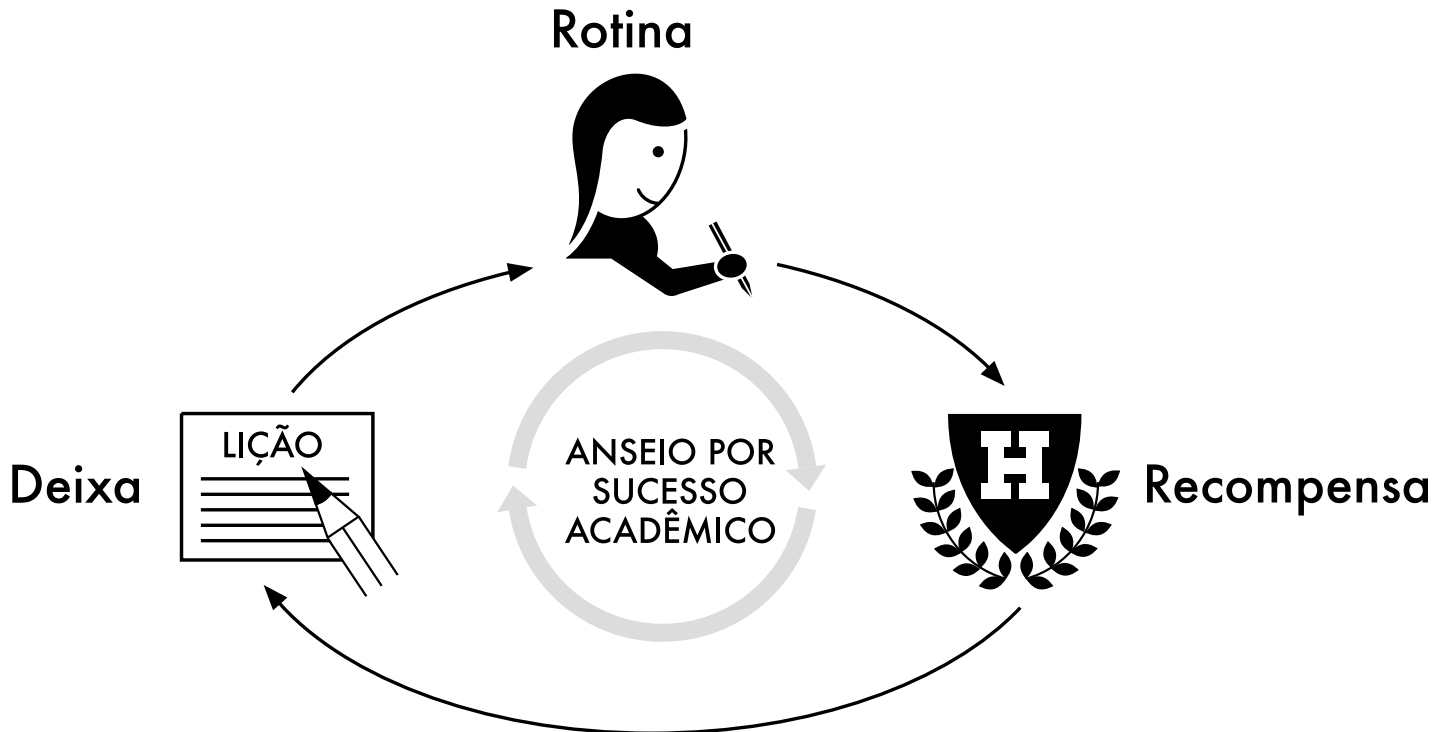 Rotina
LIÇÃO
Deixa
ANSEIO POR
SUCESSO
ACADÊMICO
H
Recompensa